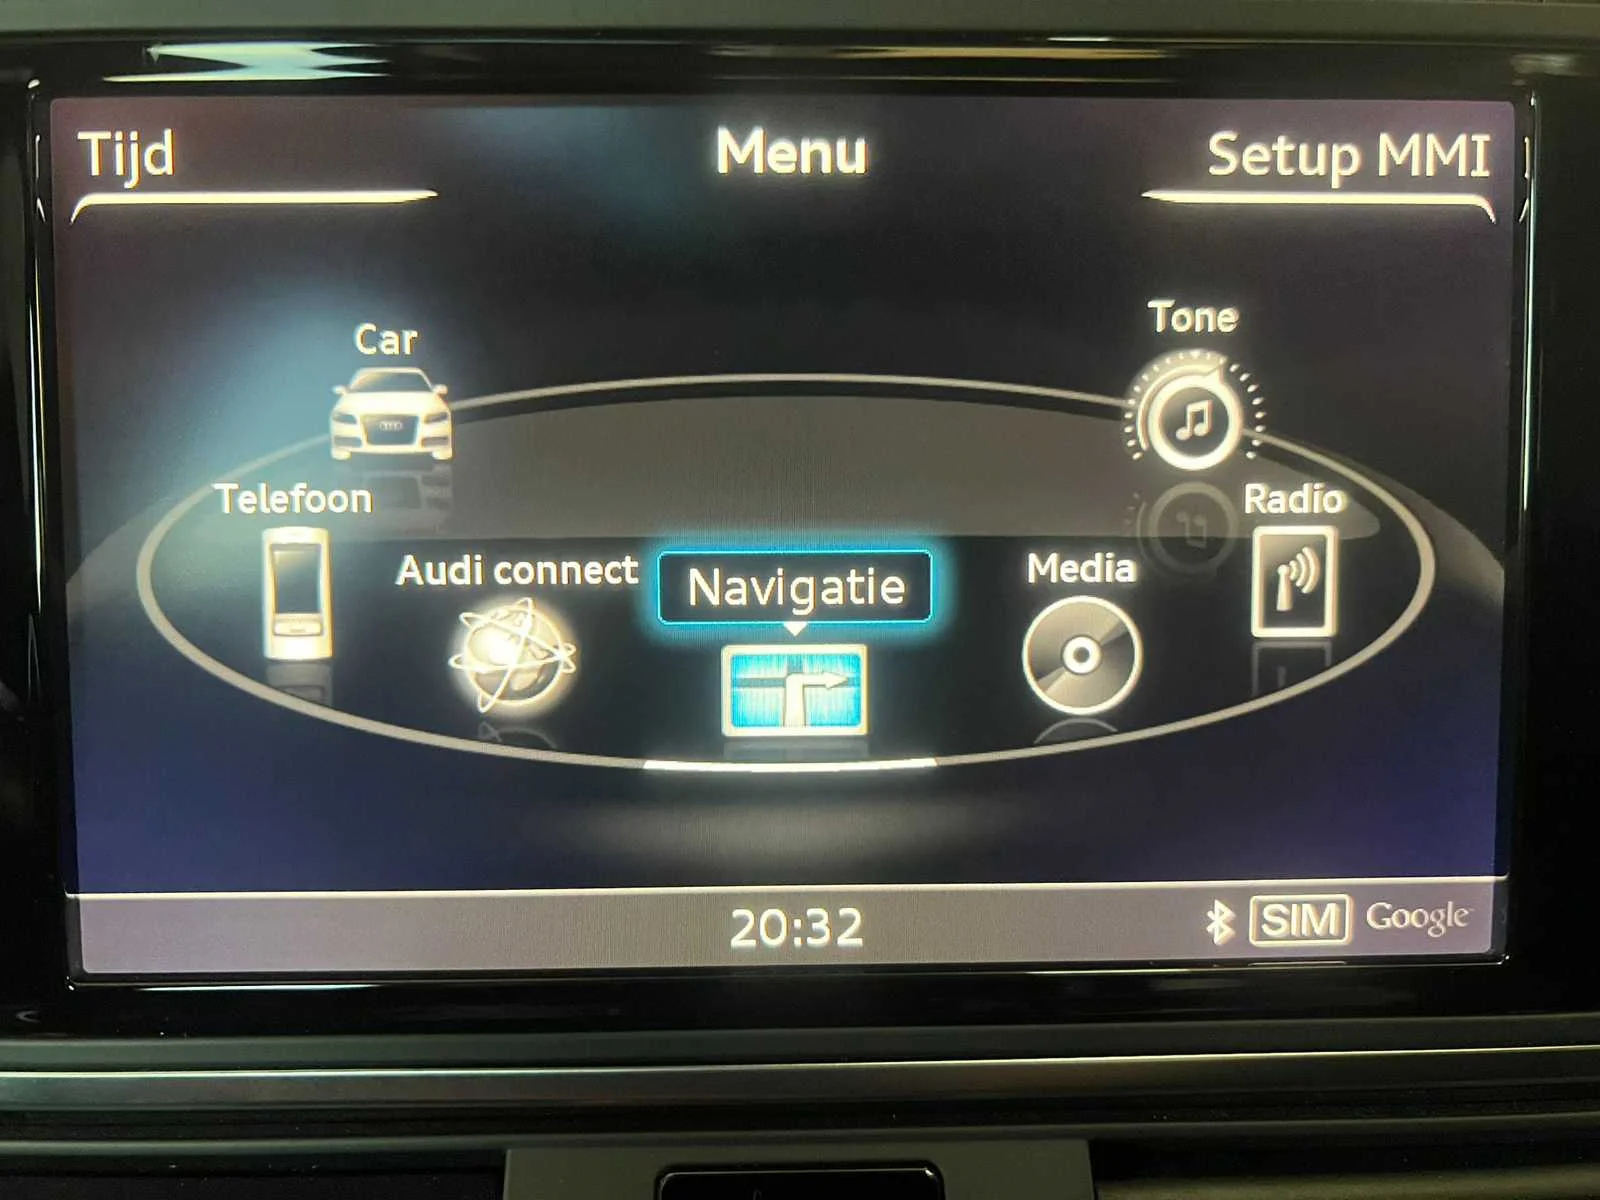 Tijd
Menu
Setup MMI
Car
Tone
Telefoon
Radio
Audi connect
Navigatie
Media
20:32
SIM
Google